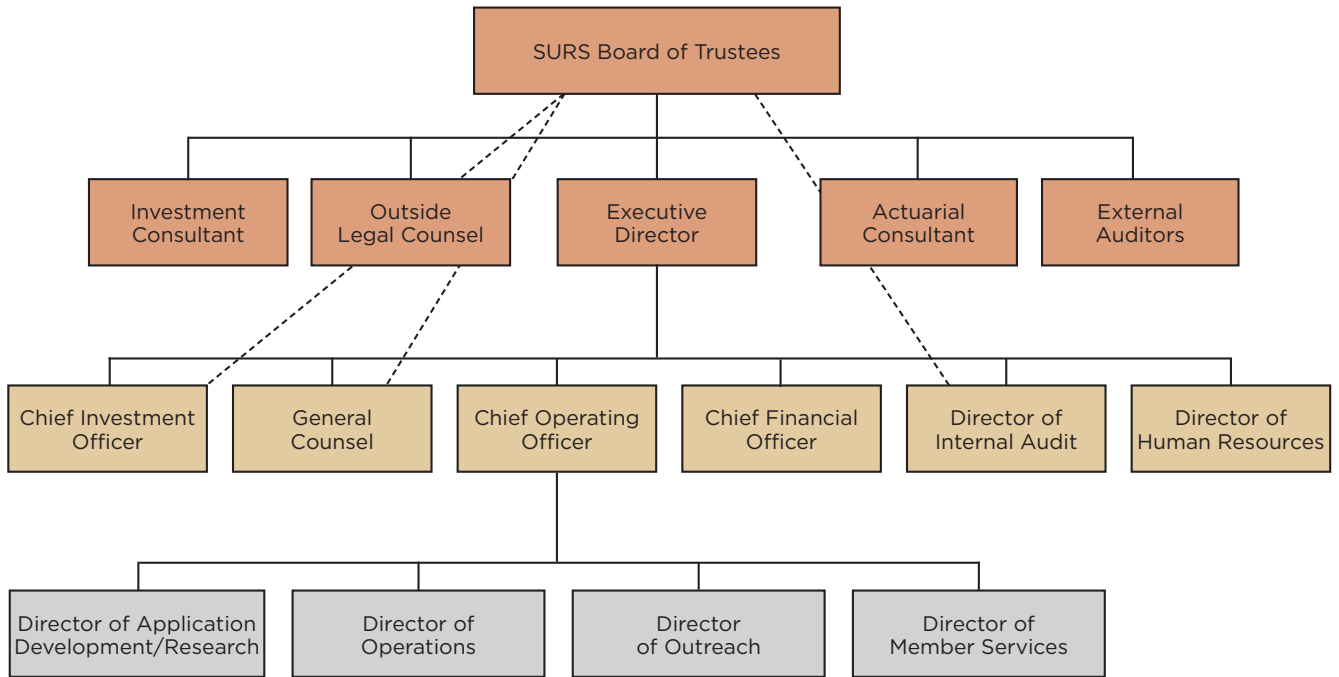 SURS Board of Trustees
Investment
Consultant
Outside
Legal Counsel
Executive
Director
Actuarial
Consultant
External
Auditors
Chief Investment
Officer
General
Counsel
Chief Operating
Officer
Chief Financial
Officer
Director of
Internal Audit
Director of
Human Resources
Director of Application
Development/Research
Director of
Operations
Director
of Outreach
Director of
Member Services